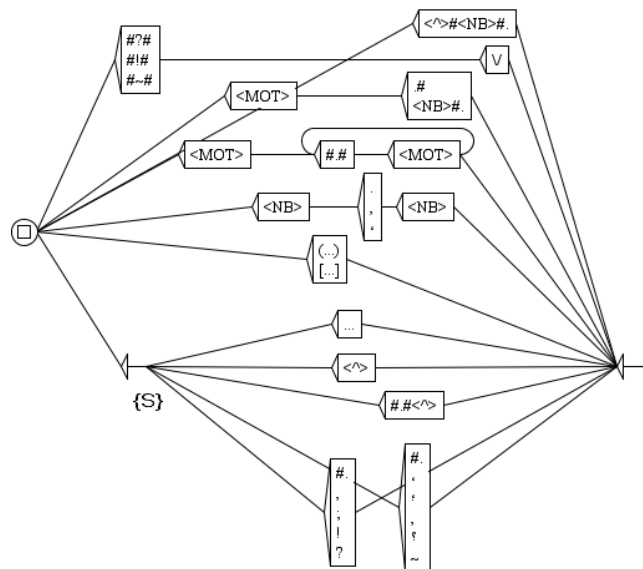 <^>#<NB>#.
#?#
#!#
#~#
\/
<MOT>
.#
<NB>#.
<MOT>
#.#
<MOT>
<NB>
.
,
<NB>
(...)
[...]
...
<^>
{S}
#.#<^>
#.
,
;
!
?
#.
~